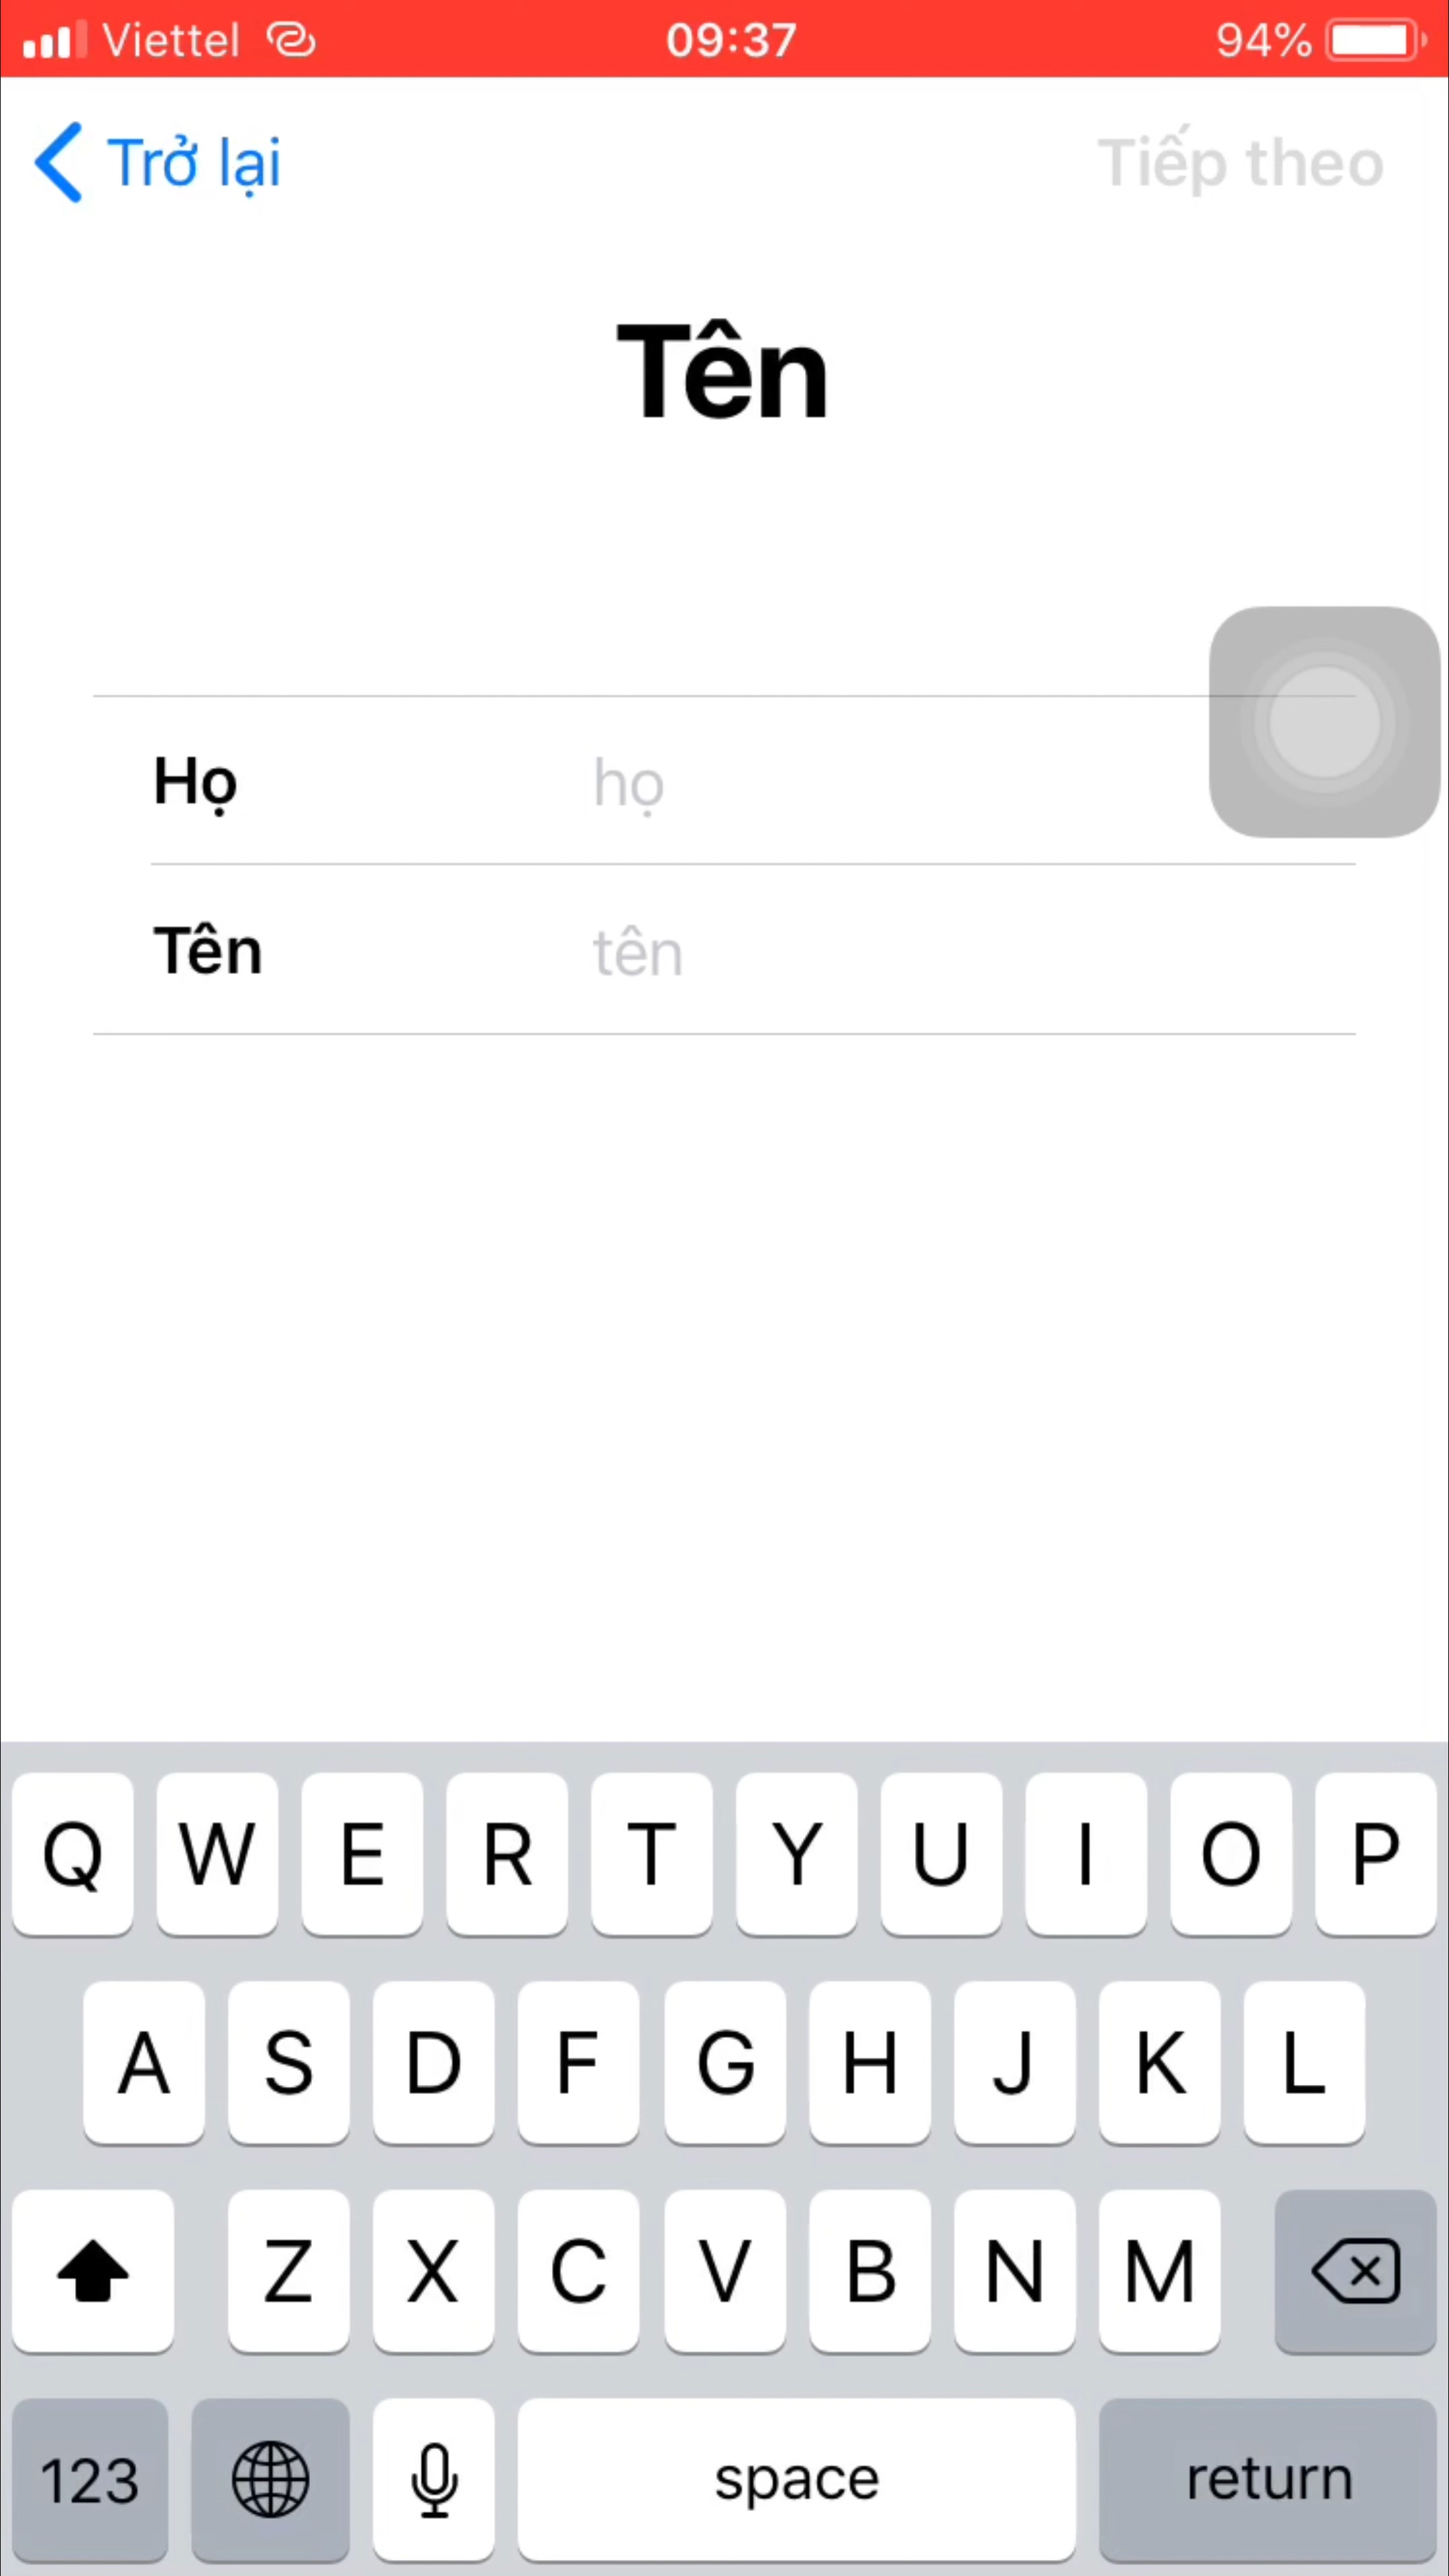 Viettel 09:37 94%
Trở lại Tiếp theo
Tên
Họ họ
Tên tên
Q W E R T Y U I O P
A S D F G H J K L
Z X C V B N M
123 space return